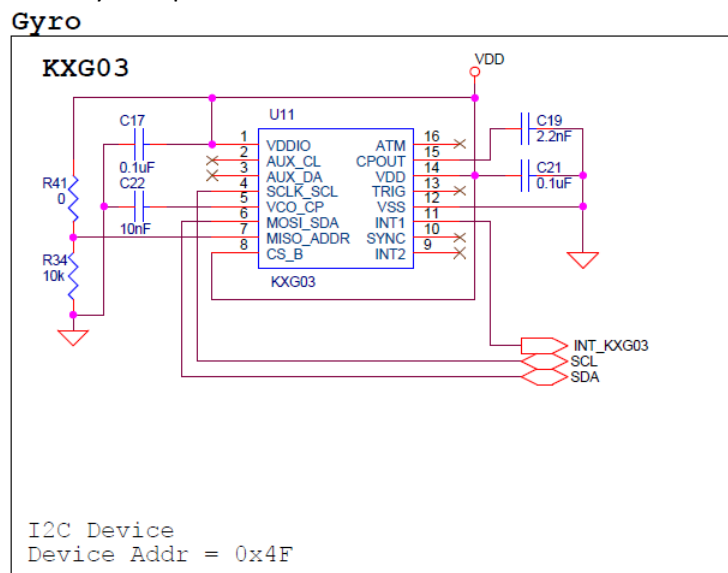 Gyro
KXG03
VDD
U11
C17
0.1uF
C22
10nF
R41
0
R34
10k
1 VDDIO
2 AUX_CL
3 AUX_DA
4 SCLK_SCL
5 VCO_CP
6 MOSI_SDA
7 MISO_ADDR
8 CS_B
ATM 16
CPOUT 15
VDD 14
TRIG 13
VSS 12
INT1 11
SYNC 10
INT2 9
KXG03
C19
2.2nF
C21
0.1uF
INT_KXG03
SCL
SDA
I2C Device
Device Addr = 0x4F